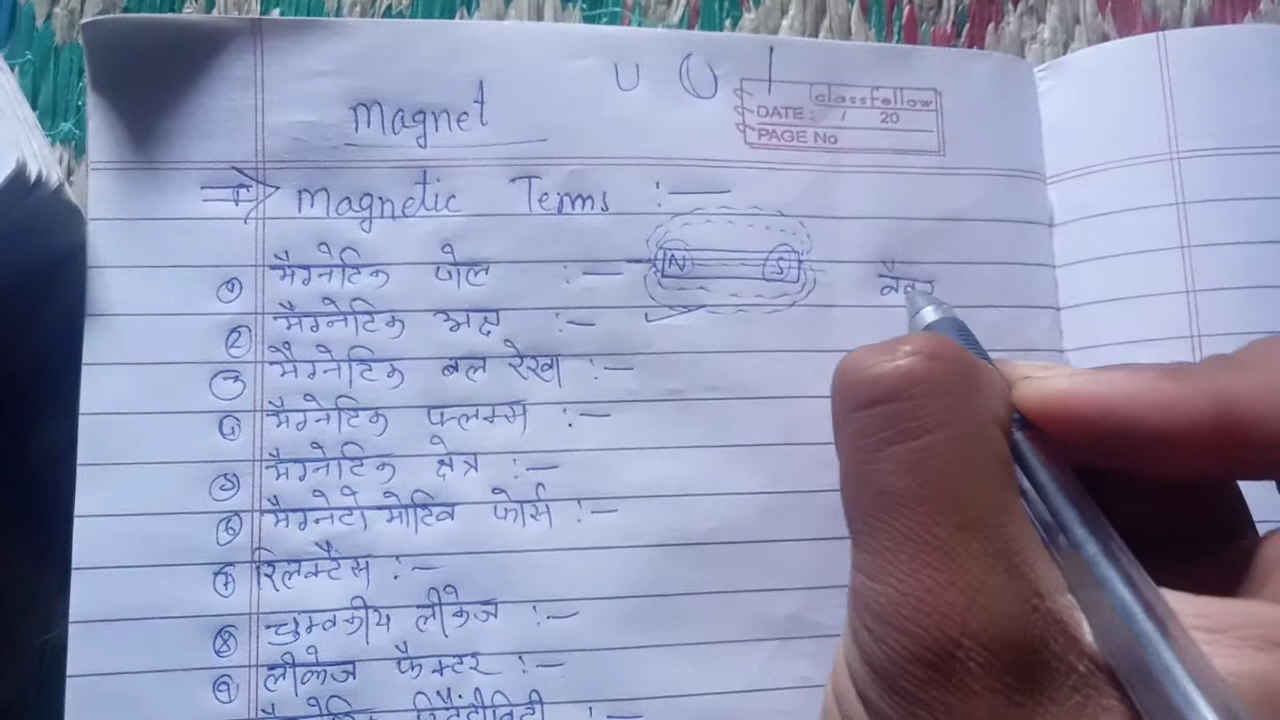 U U |
classfollow
DATE: / 20
PAGE No
Magnet
⇒ Magnetic Terms :—
① मैग्नेटिक पोल :—
N S
② मैग्नेटिक अक्ष :—
③ मैग्नेटिक बल रेखा :—
④ मैग्नेटिक फ्लक्स :—
⑤ मैग्नेटिक क्षेत्र :—
⑥ मैग्नेटो मोटिव फोर्स :—
⑦ रिलक्टैंस :—
⑧ चुम्बकीय लीकेज :—
⑨ लीकेज फैक्टर :—
मैग्नेटिक रिटैंटीविटी :—